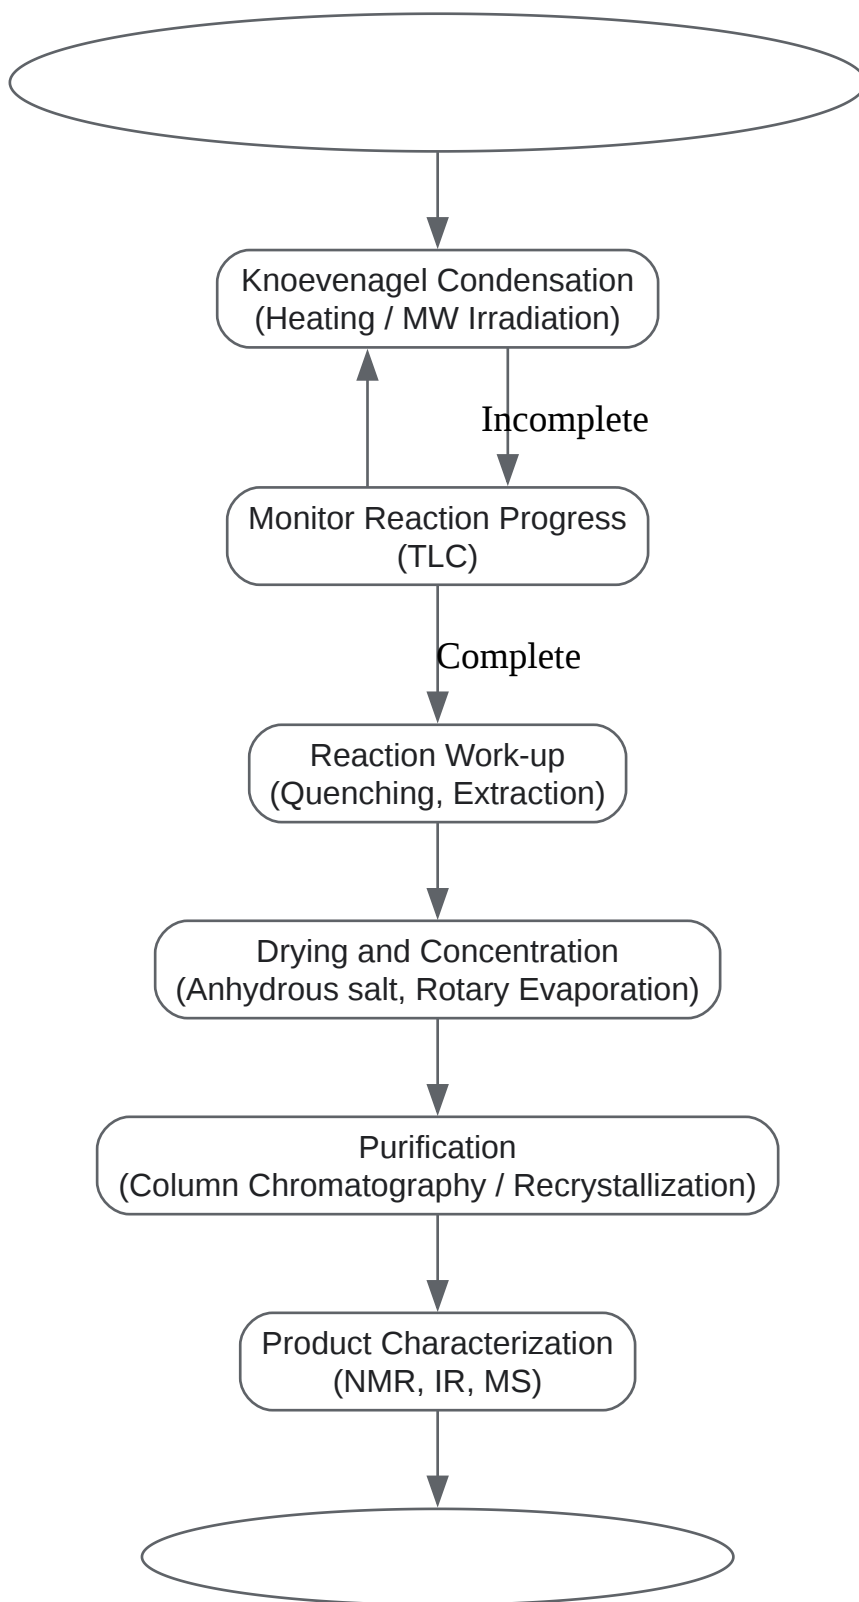 Knoevenagel Condensation
(Heating / MW Irradiation)
Incomplete
Monitor Reaction Progress
(TLC)
Complete
Reaction Work-up
(Quenching, Extraction)
Drying and Concentration
(Anhydrous salt, Rotary Evaporation)
Purification
(Column Chromatography / Recrystallization)
Product Characterization
(NMR, IR, MS)